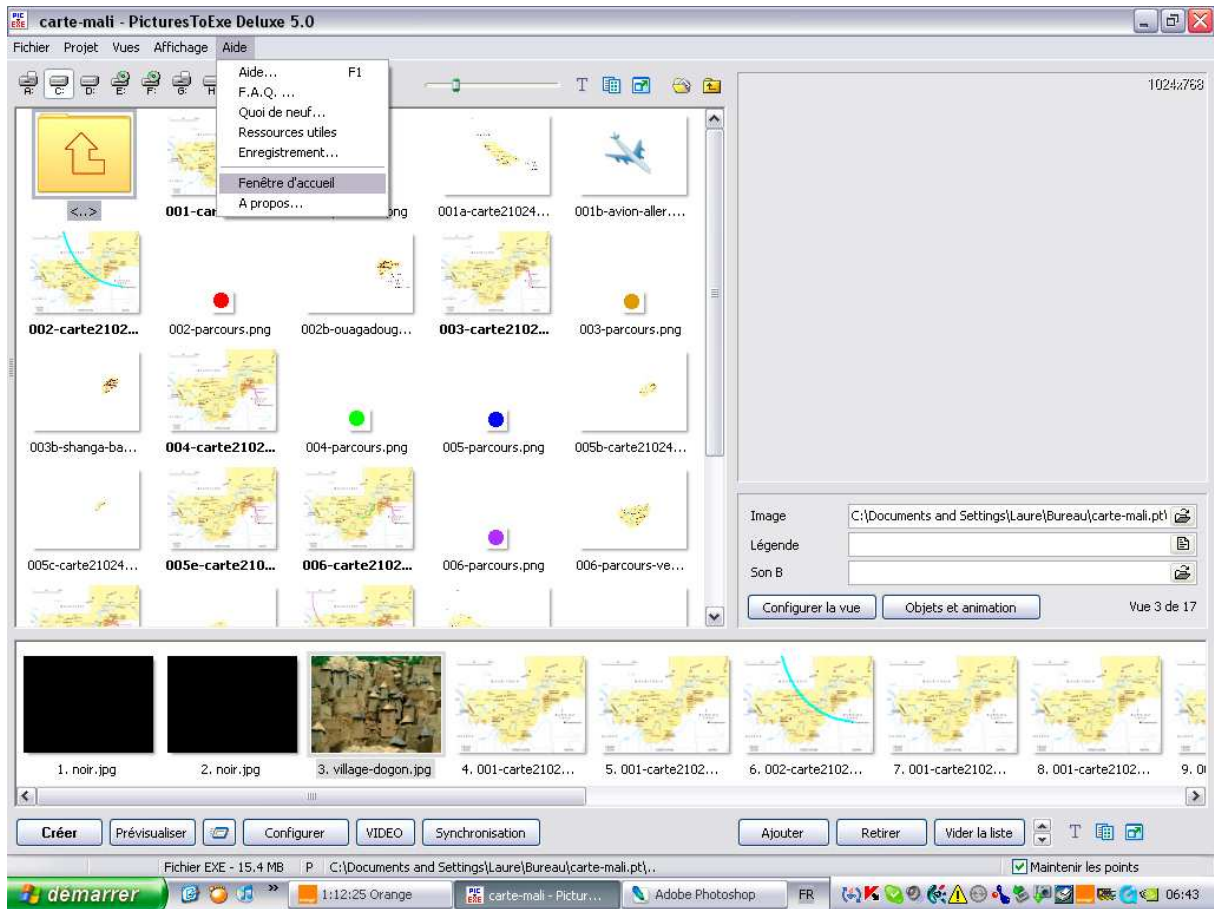 carte-mali - PicturesToExe Deluxe 5.0
Fichier Projet Vues Affichage Aide
A: C: D: E: F: G: H
Aide... F1
F.A.Q. ...
Quoi de neuf...
Ressources utiles
Enregistrement...
Fenêtre d'accueil
A propos...
1024x768
<..> 001-car png 001a-carte21024... 001b-avion-aller....
002-carte2102... 002-parcours.png 002b-ouagadoug... 003-carte2102... 003-parcours.png
003b-shanga-ba... 004-carte2102... 004-parcours.png 005-parcours.png 005b-carte21024...
005c-carte21024... 005e-carte210... 006-carte2102... 006-parcours.png 006-parcours-ve...
Image C:\Documents and Settings\Laure\Bureau\carte-mali.pt\
Légende
Son B
Configurer la vue Objets et animation Vue 3 de 17
1. noir.jpg 2. noir.jpg 3. village-dogon.jpg 4. 001-carte2102... 5. 001-carte2102... 6. 002-carte2102... 7. 001-carte2102... 8. 001-carte2102... 9. 0
Créer Prévisualiser Configurer VIDEO Synchronisation Ajouter Retirer Vider la liste T
Fichier EXE - 15.4 MB P C:\Documents and Settings\Laure\Bureau\carte-mali.pt\.. Maintenir les points
démarrer 1:12:25 Orange carte-mali - Pictur... Adobe Photoshop FR 06:43